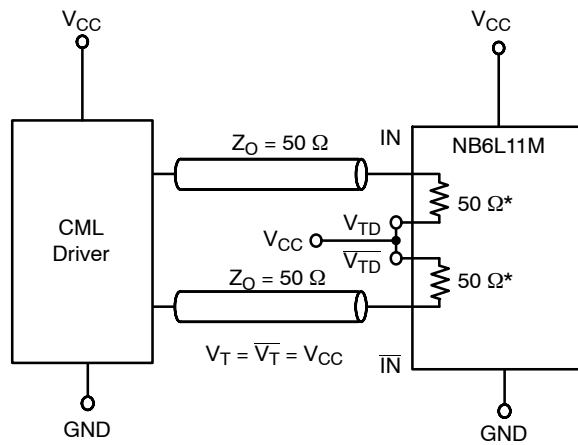 V_CC
V_CC
CML
Driver
Z_O = 50 Ω
IN
NB6L11M
50 Ω*
V_TD
V_CC
V̅_T̅D̅
50 Ω*
Z_O = 50 Ω
V_T = V̅_T̅ = V_CC
I̅N̅
GND
GND